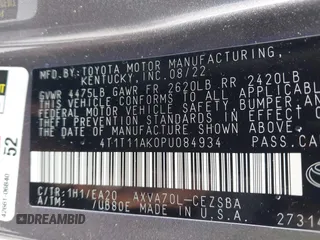 MFD.BY:TOYOTA MOTOR MANUFACTURING,
KENTUCKY, INC. 08/22
GVWR 4475LB GAWR FR 2620LB RR 2420LB
THIS VEHICLE CONFORMS TO ALL APPLICABLE
FEDERAL MOTOR VEHICLE SAFETY, BUMPER, AND
THEFT PREVENTION STANDARDS IN EFFECT ON
THE DATE OF MANUFACTURE SHOWN ABOVE.
4T1T11AK0PU084934 PASS.CAR
C/TR:1H1/EA20 AXVA70L-CEZSBA
A/TM: /UB80E MADE IN U.S.A.
27314
52